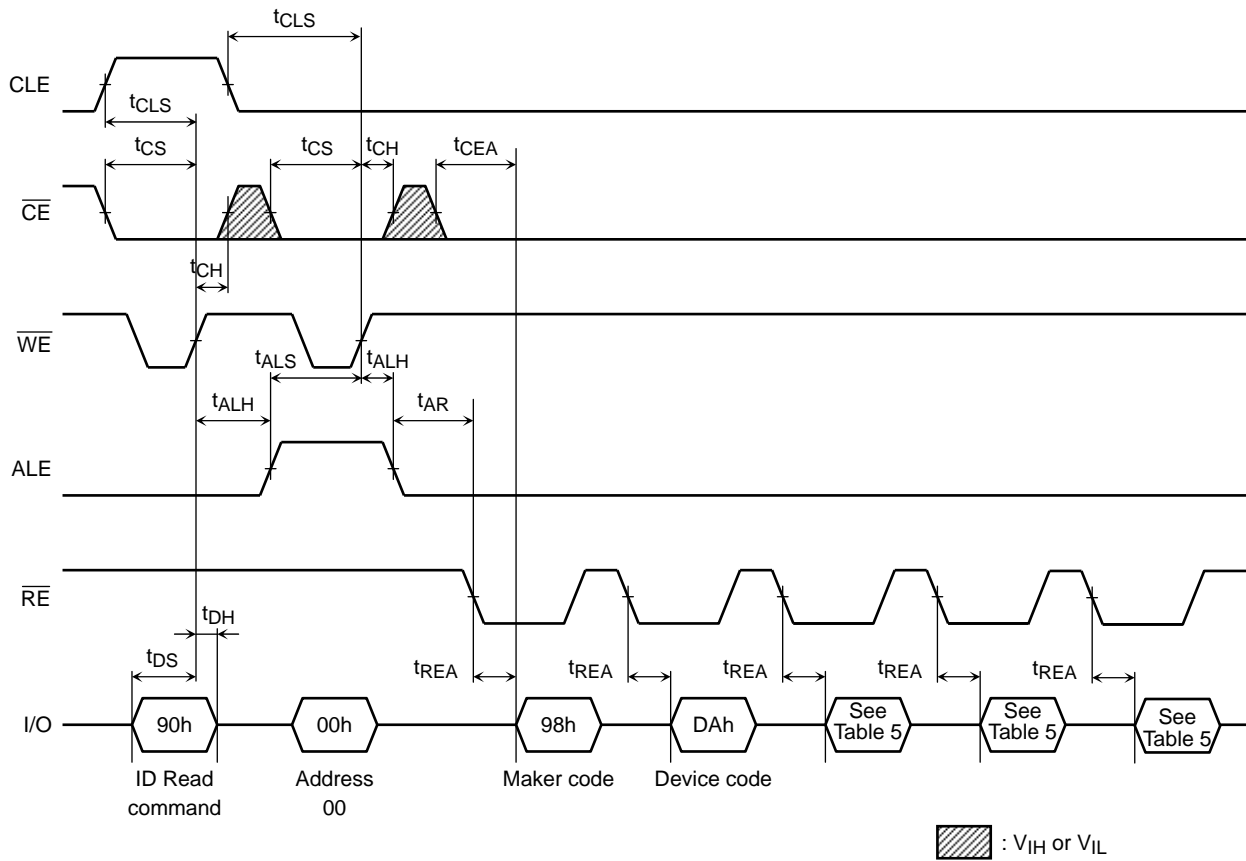 tCLS
CLE
tCLS
tCS
tCS
tCH
tCEA
CE
tCH
WE
tALS
tALH
tALH
tAR
ALE
RE
tDH
tDS
tREA
tREA
tREA
tREA
tREA
I/O
90h
00h
98h
DAh
See
Table 5
See
Table 5
See
Table 5
ID Read
command
Address
00
Maker code
Device code
: VIH or VIL